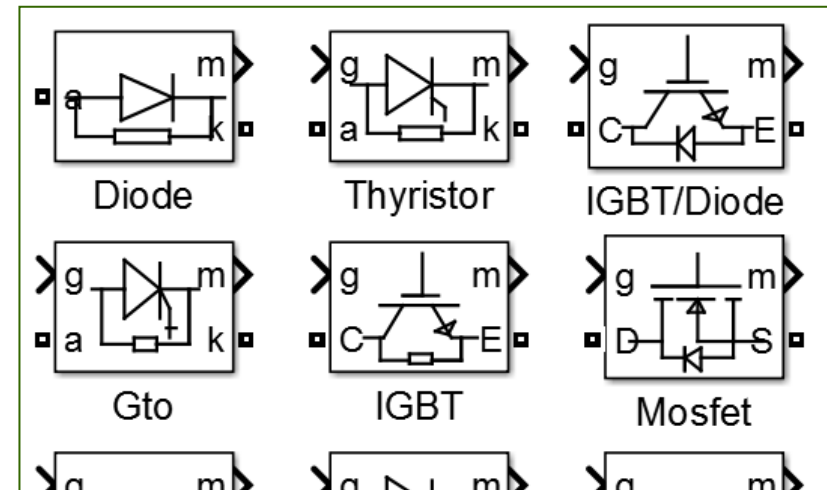 m
a
k
Diode
g m
a k
Thyristor
g m
C E
IGBT/Diode
g m
a k
Gto
g m
C E
IGBT
g m
D S
Mosfet
g m
g m
g m